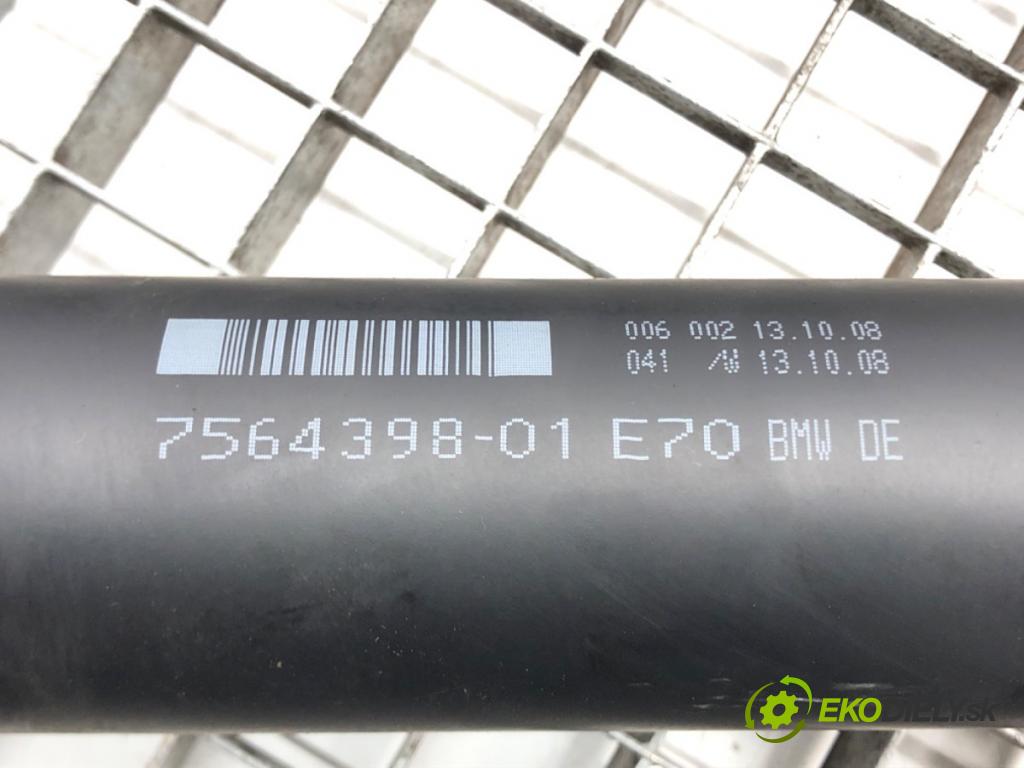 006 002 13.10.08
041 /W 13.10.08
7564398-01 E70 BMW DE
EKODIELY.sk